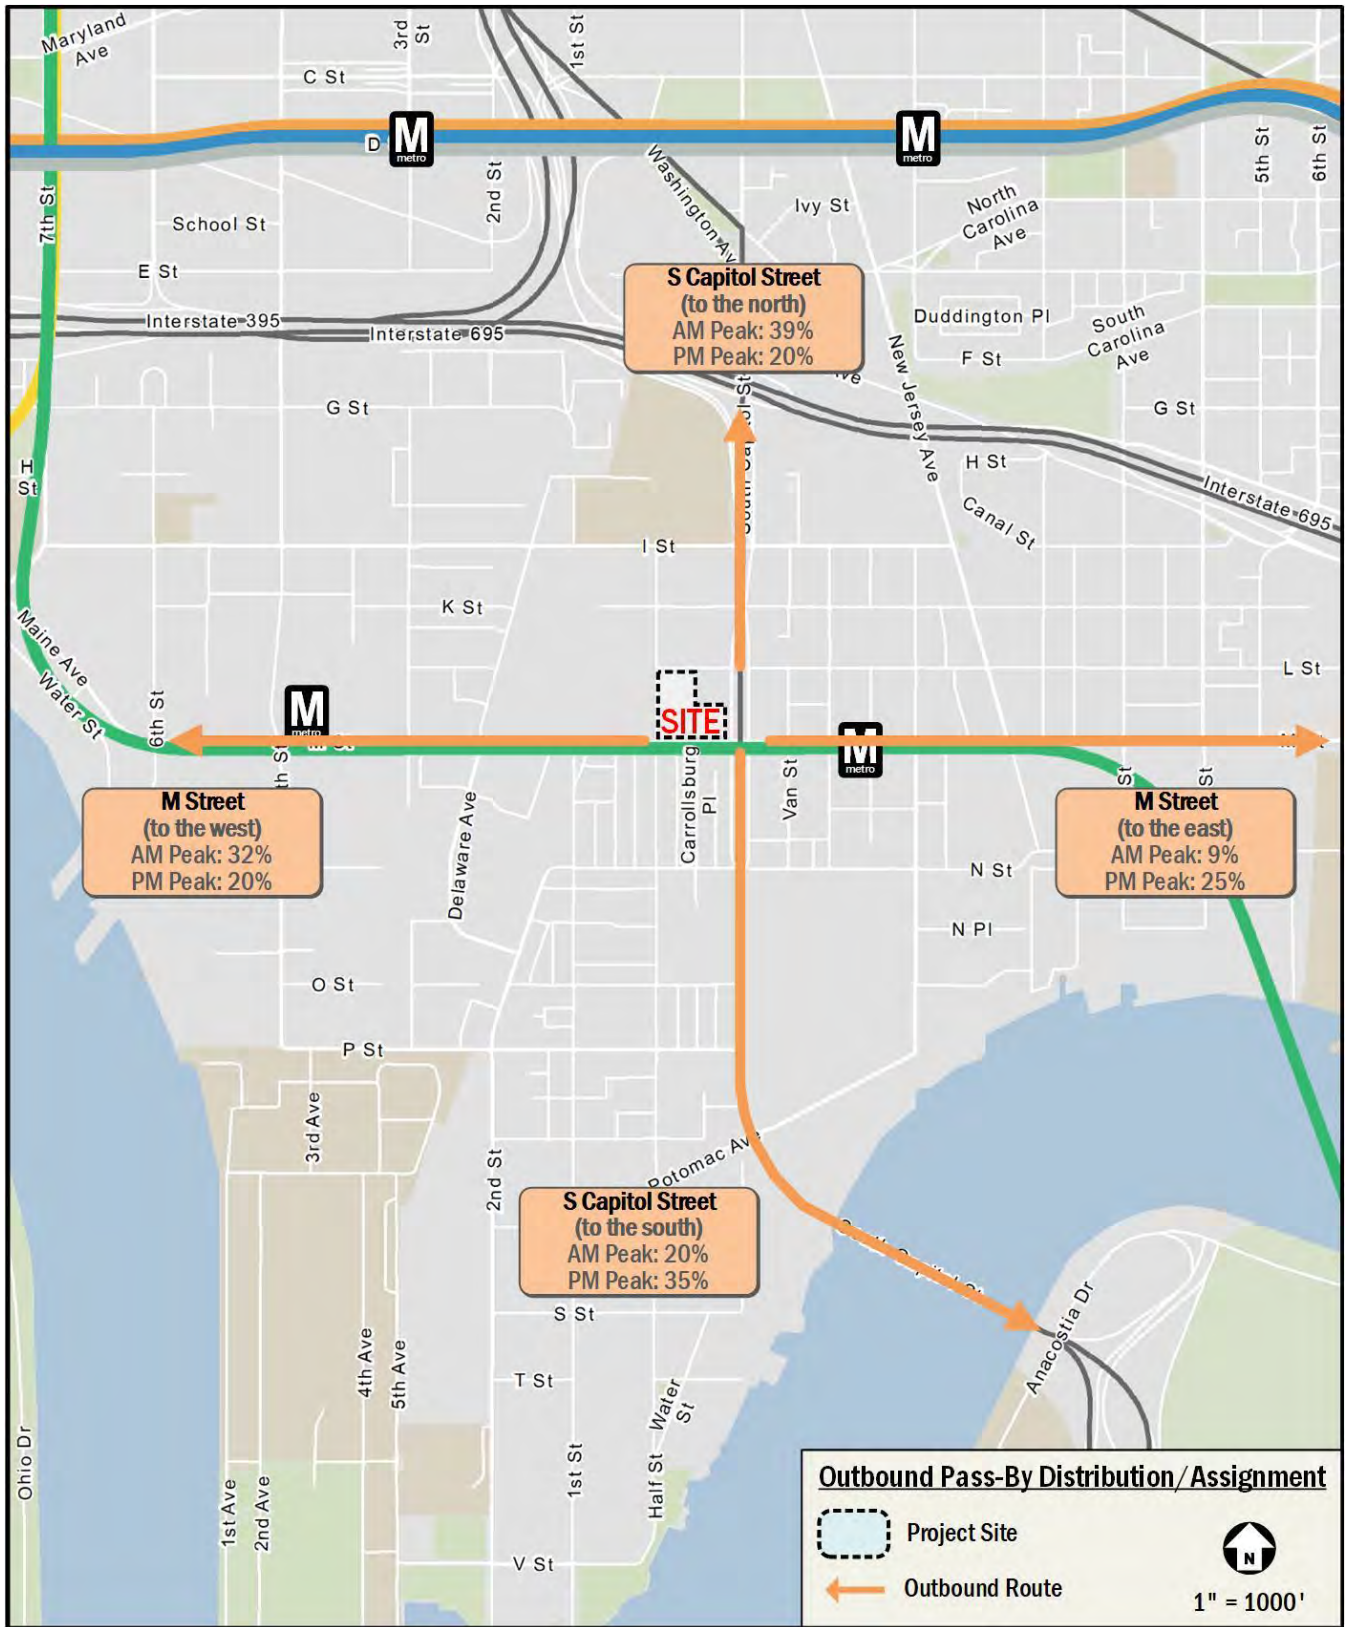 Maryland
Ave
3rd
St
1st St
C St
D
M
metro
M
metro
5th St
6th St
2nd St
7th St
Washington Av
Ivy St
North
Carolina
Ave
School St
E St
S Capitol Street
(to the north)
AM Peak: 39%
PM Peak: 20%
Interstate 395
Interstate 695
Duddington Pl
South
Carolina
Ave
F St
New Jersey Ave
G St
G St
H
St
H St
Interstate 695
Canal St
I St
K St
Maine Ave
Water St
L St
6th St
M
metro
SITE
M
metro
th St
Carrollsburg
Pl
Van St
St
St
M Street
(to the west)
AM Peak: 32%
PM Peak: 20%
M Street
(to the east)
AM Peak: 9%
PM Peak: 25%
Delaware Ave
N St
N Pl
O St
P St
3rd Ave
2nd St
Potomac Ave
S Capitol Street
(to the south)
AM Peak: 20%
PM Peak: 35%
S St
Anacostia Dr
4th Ave
5th Ave
T St
Water
St
Ohio Dr
1st Ave
2nd Ave
1st St
Half St
V St
Outbound Pass-By Distribution/Assignment
Project Site
Outbound Route
N
1" = 1000'